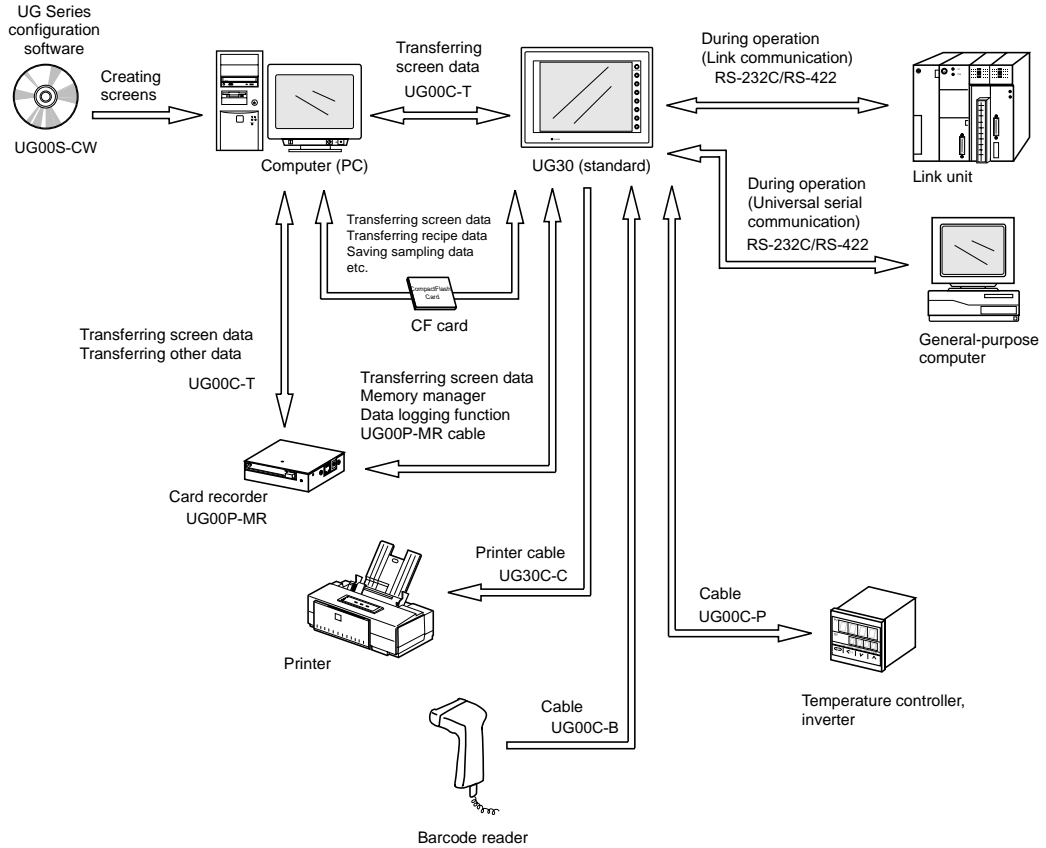 UG Series
configuration
software
UG00S-CW
Creating
screens
Computer (PC)
Transferring
screen data
UG00C-T
UG30 (standard)
During operation
(Link communication)
RS-232C/RS-422
Link unit
During operation
(Universal serial
communication)
RS-232C/RS-422
General-purpose
computer
Transferring screen data
Transferring recipe data
Saving sampling data
etc.
CompactFlash
Card
CF card
Transferring screen data
Transferring other data
UG00C-T
Transferring screen data
Memory manager
Data logging function
UG00P-MR cable
Card recorder
UG00P-MR
Printer cable
UG30C-C
Printer
Cable
UG00C-P
Temperature controller,
inverter
Cable
UG00C-B
Barcode reader